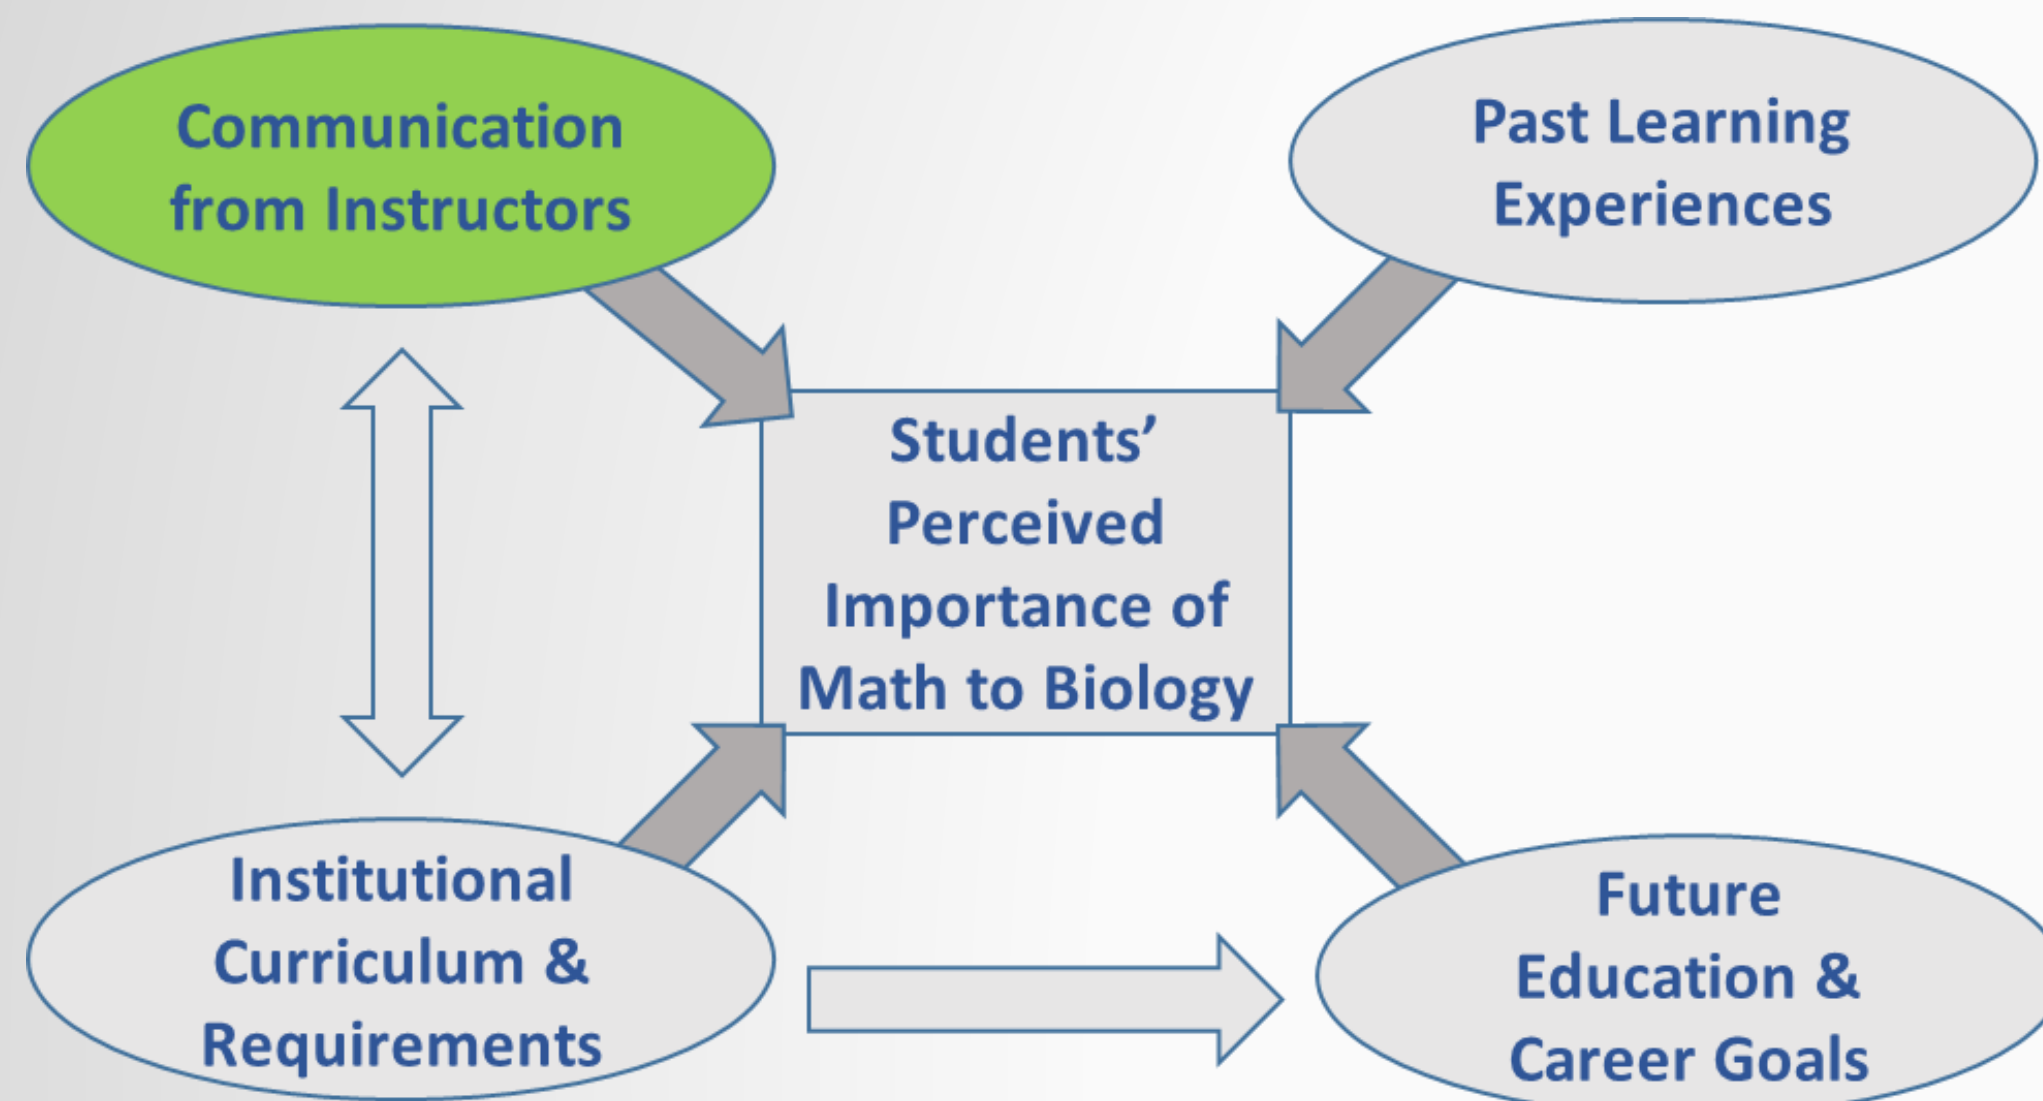 Communication
from Instructors
Past Learning
Experiences
Students’
Perceived
Importance of
Math to Biology
Institutional
Curriculum &
Requirements
Future
Education &
Career Goals